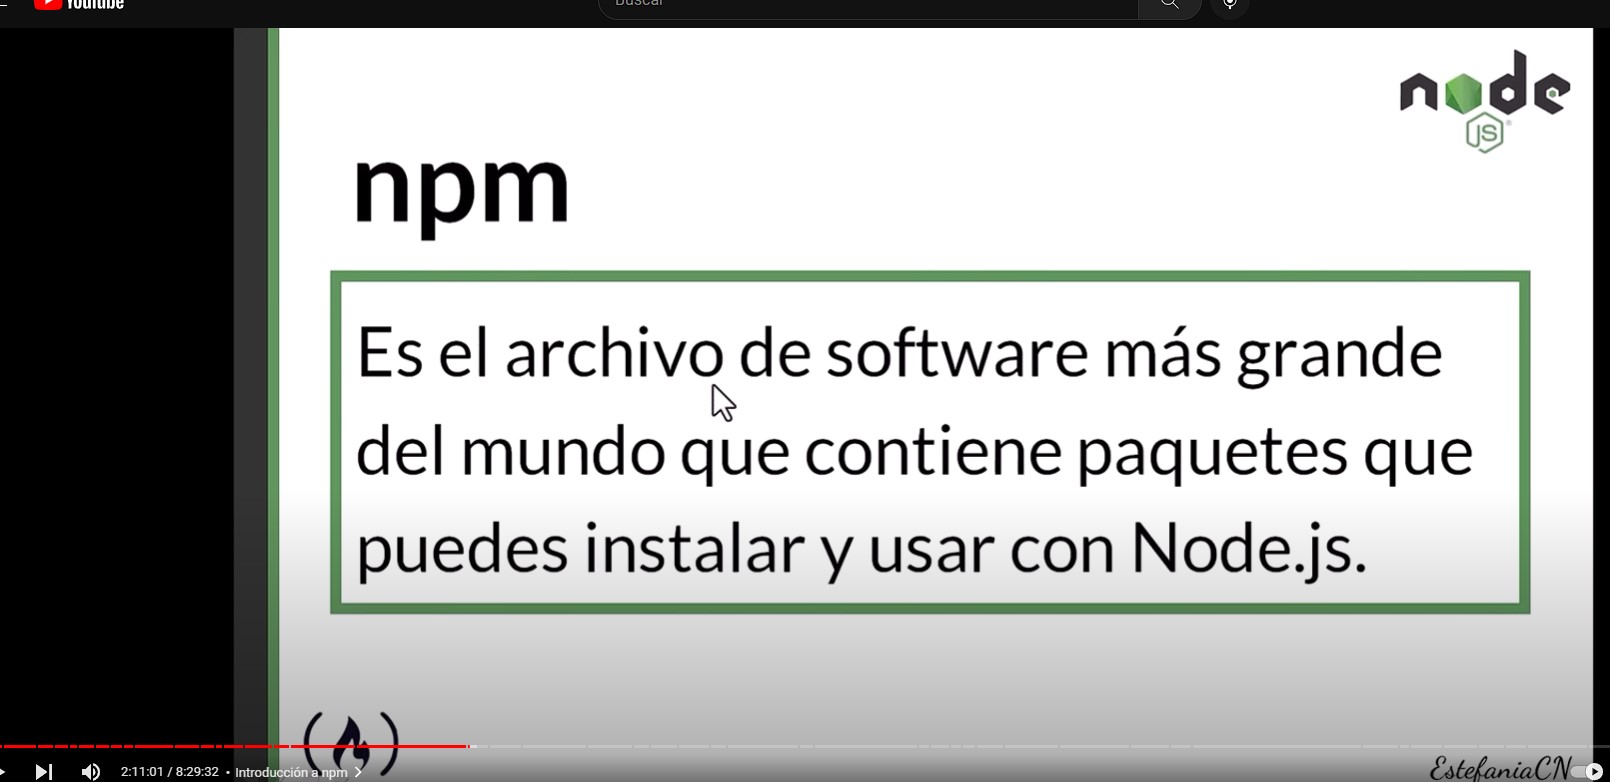 YouTube
Buscar
node
JS
npm
Es el archivo de software más grande
del mundo que contiene paquetes que
puedes instalar y usar con Node.js.
2:11:01 / 8:29:32 • Introducción a npm
EstefaniaCN